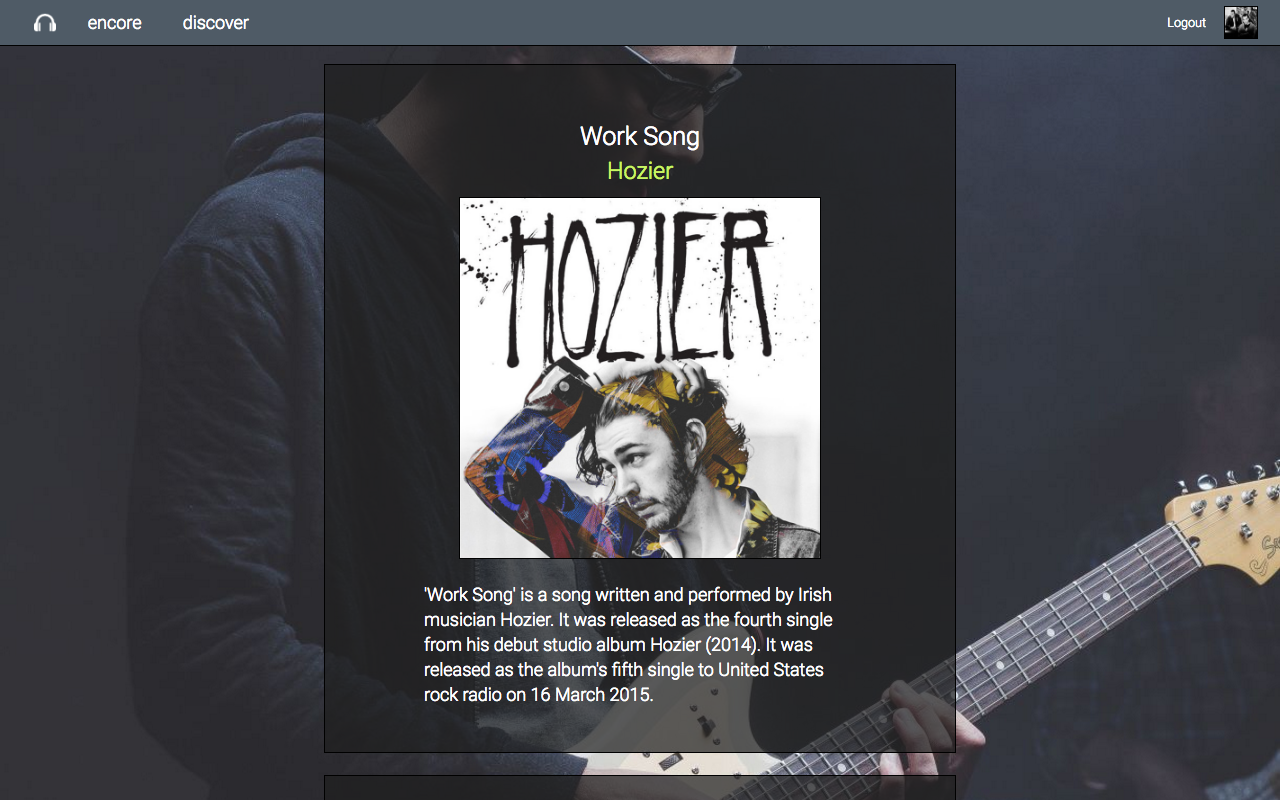 encore discover Logout
Work Song
Hozier
HOZIER
'Work Song' is a song written and performed by Irish
musician Hozier. It was released as the fourth single
from his debut studio album Hozier (2014). It was
released as the album's fifth single to United States
rock radio on 16 March 2015.